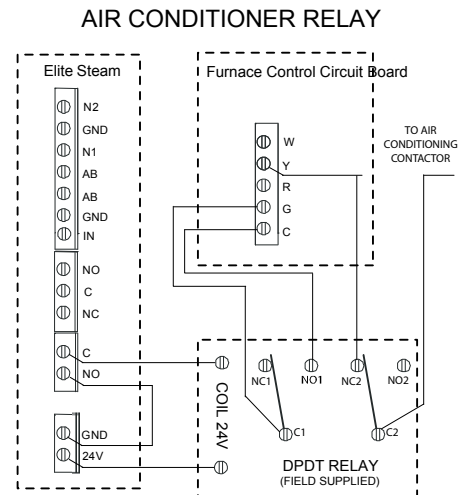 AIR CONDITIONER RELAY
Elite Steam
Furnace Control Circuit Board
N2
GND
N1
AB
AB
GND
IN
NO
C
NC
C
NO
GND
24V
W
Y
R
G
C
TO AIR
CONDITIONING
CONTACTOR
COIL 24V
NC1
NO1
NC2
NO2
C1
C2
DPDT RELAY
(FIELD SUPPLIED)